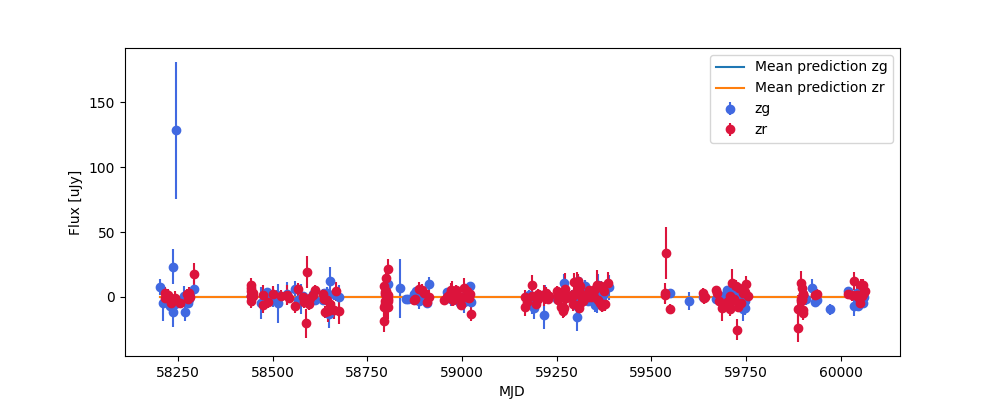 Mean prediction zg
Mean prediction zr
zg
zr
Flux [uJy]
150
100
50
0
58250 58500 58750 59000 59250 59500 59750 60000
MJD